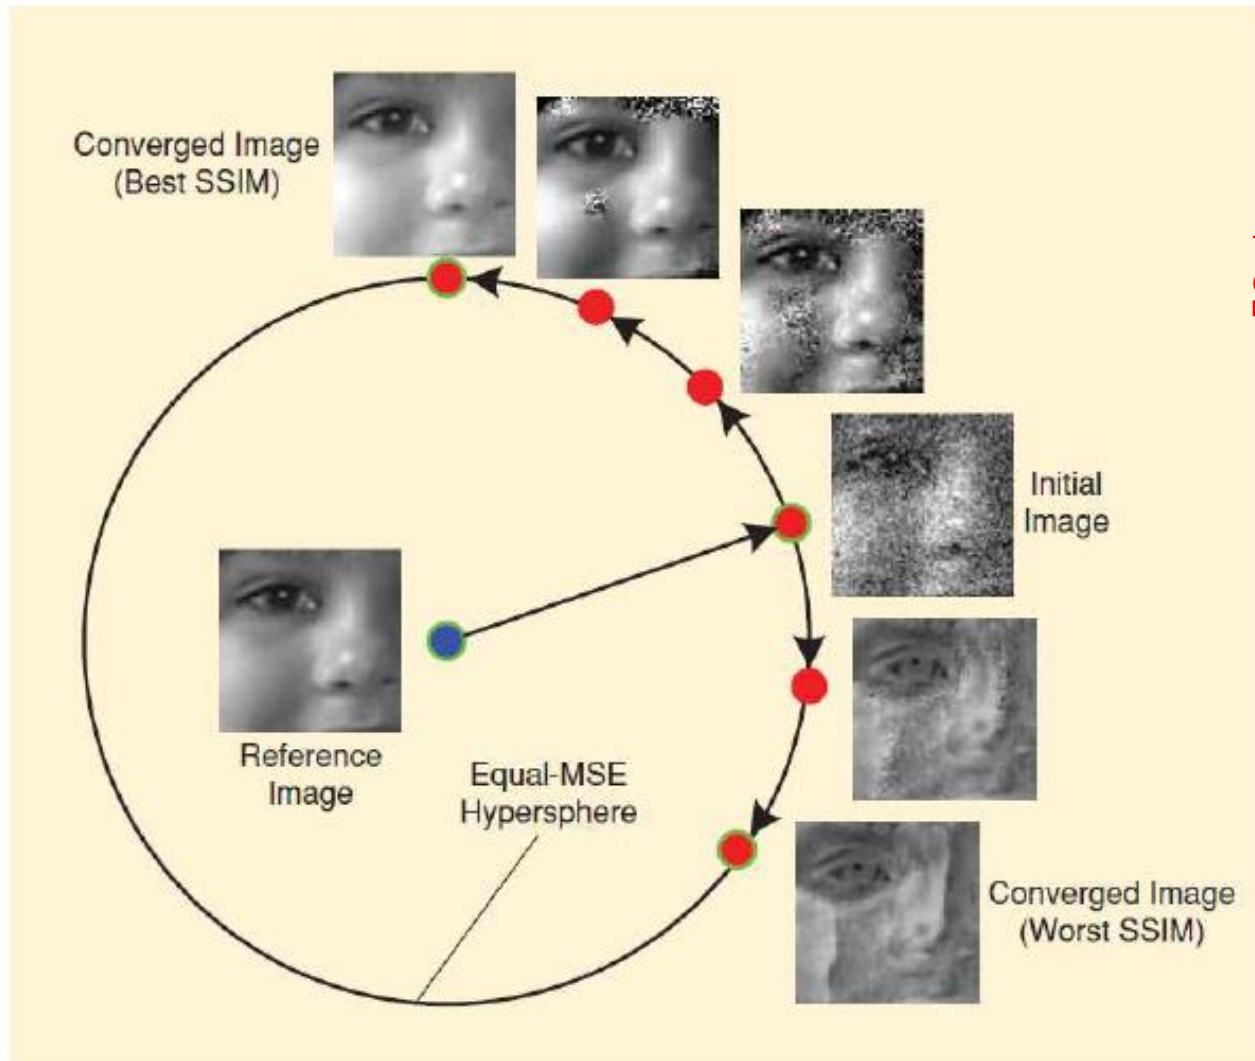 Converged Image
(Best SSIM)
Initial
Image
Reference
Image
Equal-MSE
Hypersphere
Converged Image
(Worst SSIM)